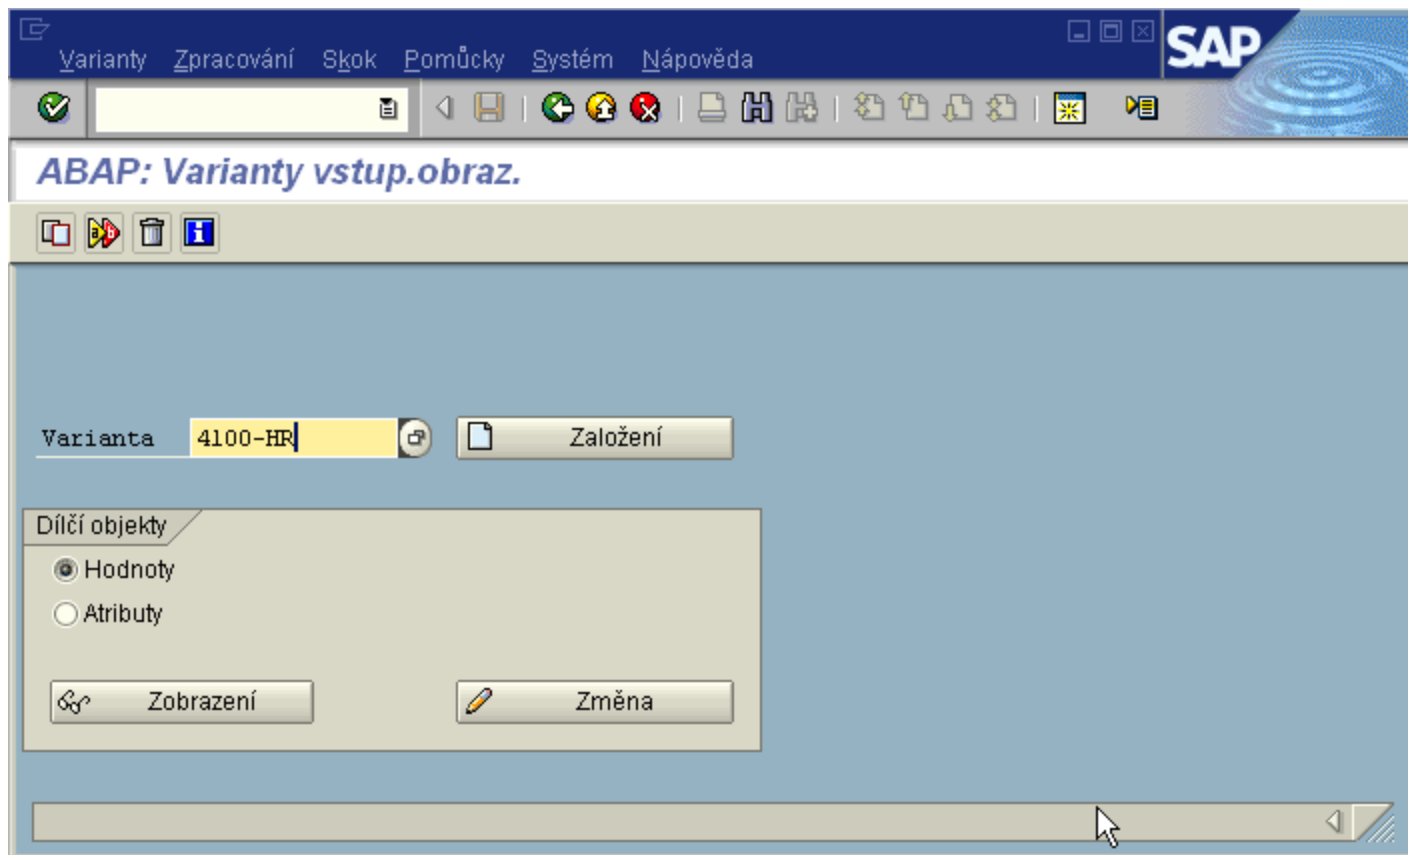 Varianty Zpracování Skok Pomůcky Systém Nápověda
SAP
ABAP: Varianty vstup.obraz.
Varianta 4100-HR Založení
Dílčí objekty
Hodnoty
Atributy
Zobrazení Změna